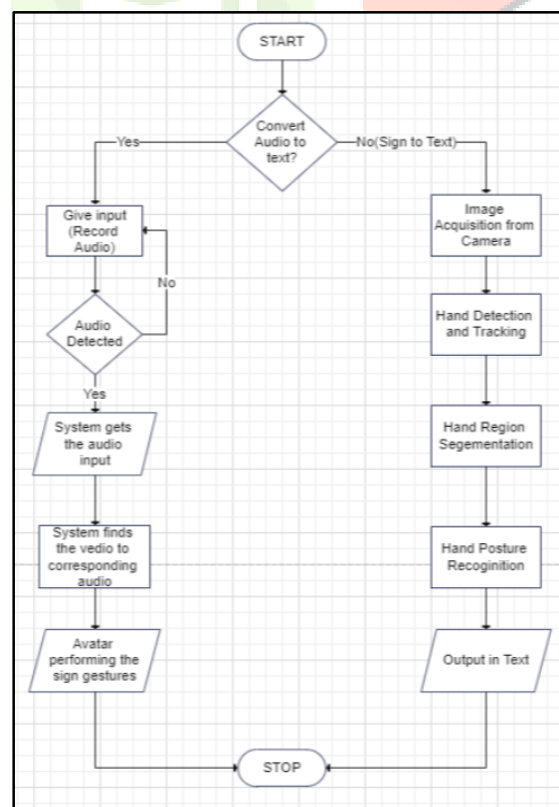 START
Convert
Audio to
text?
Yes
No(Sign to Text)
Give input
(Record
Audio)
No
Audio
Detected
Yes
System gets
the audio
input
System finds
the vedio to
corresponding
audio
Avatar
performing the
sign gestures
Image
Acquisition from
Camera
Hand Detection
and Tracking
Hand Region
Segementation
Hand Posture
Recoginition
Output in Text
STOP